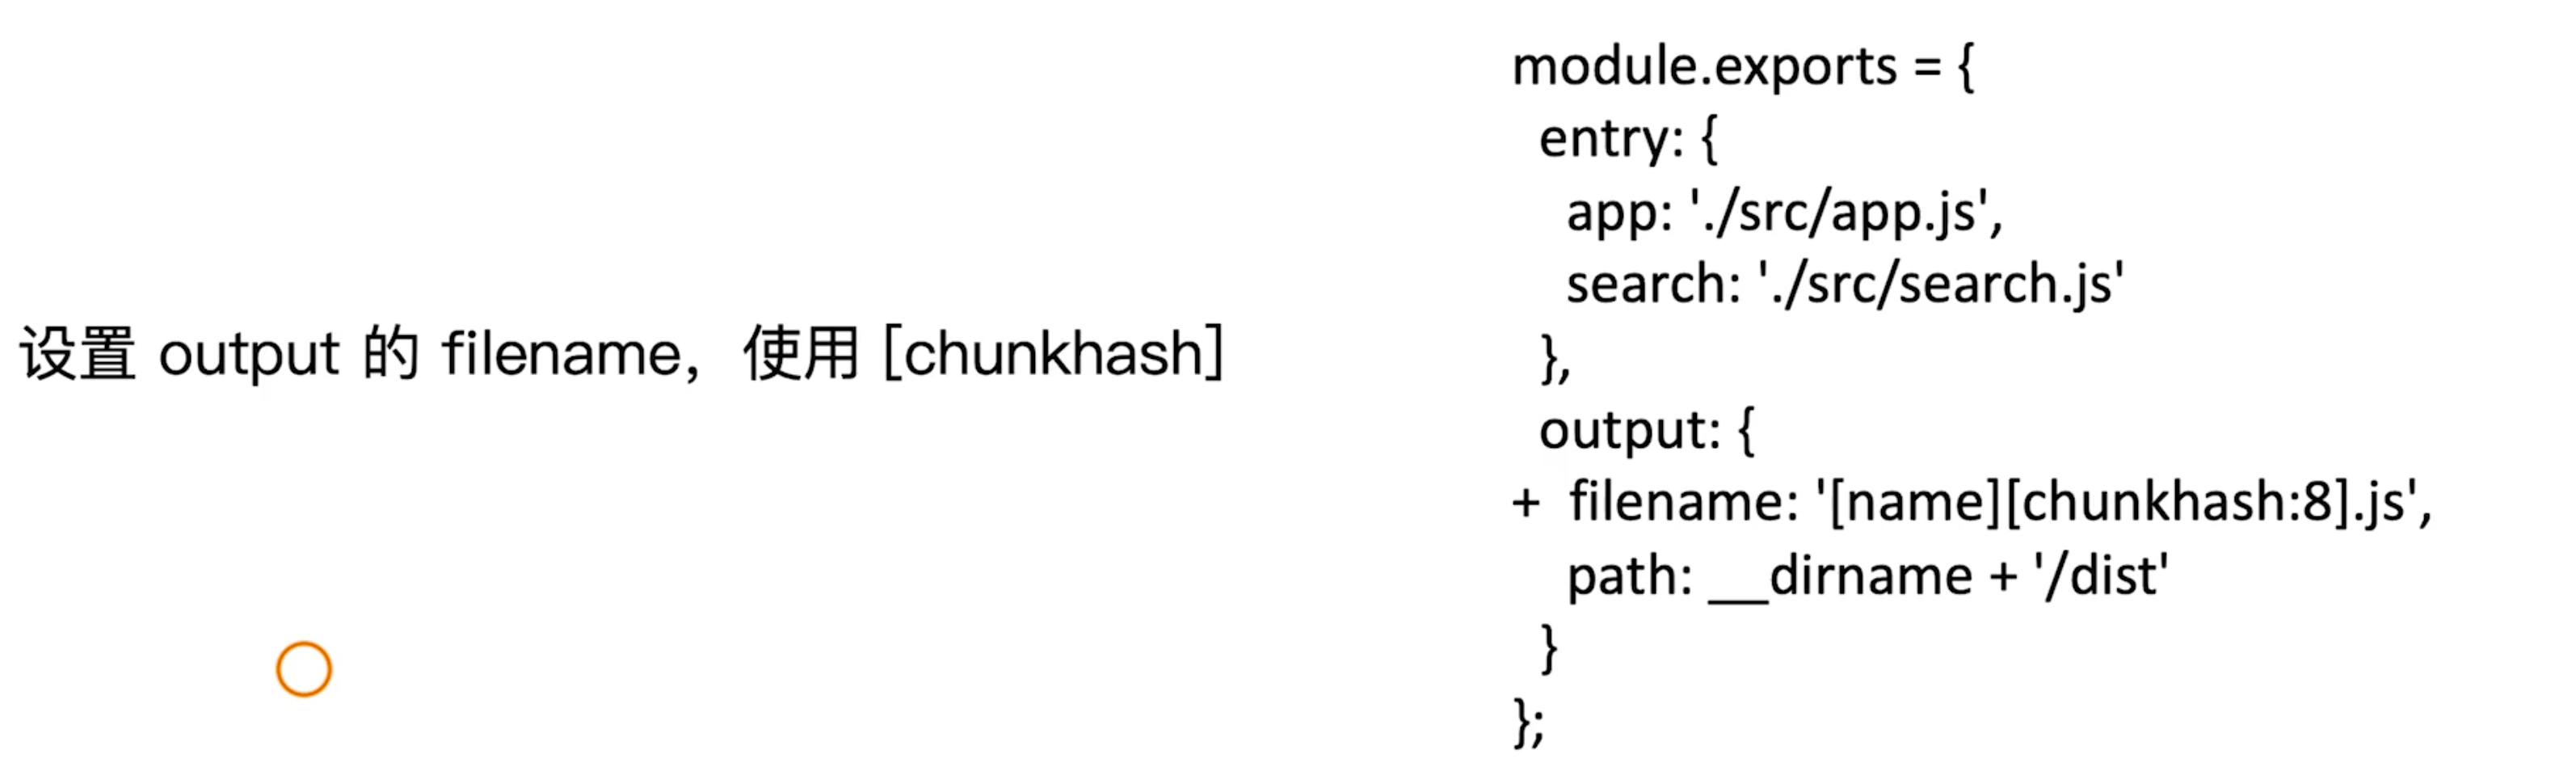 设置 output 的 filename，使用 [chunkhash]
module.exports = {
entry: {
app: './src/app.js',
search: './src/search.js'
},
output: {
+ filename: '[name][chunkhash:8].js',
path: __dirname + '/dist'
}
};